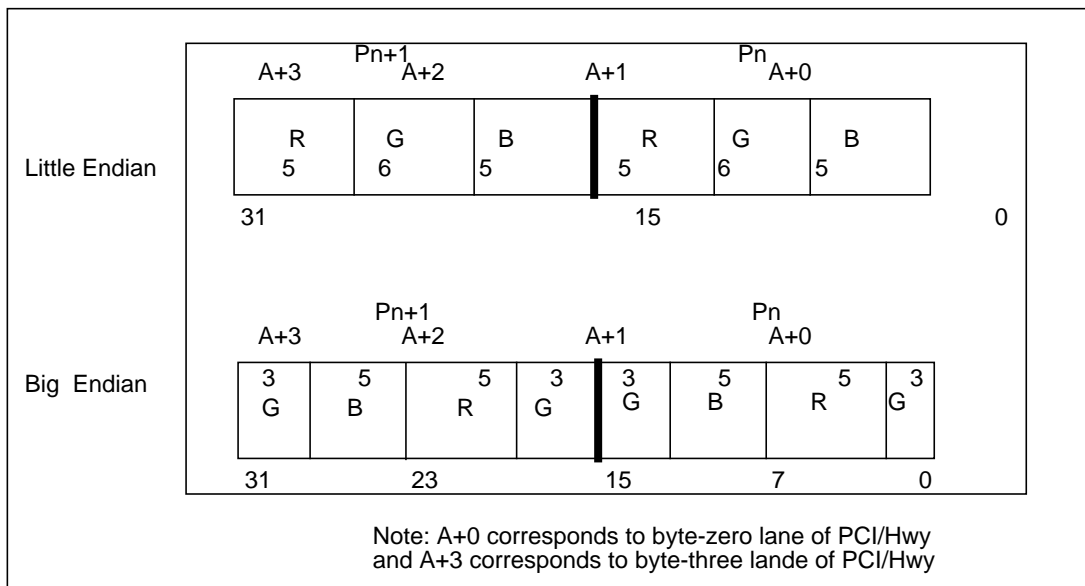 Pn+1 Pn
A+3 A+2 A+1 A+0
R G B R G B
Little Endian
5 6 5 5 6 5
31 15 0
Pn+1 Pn
A+3 A+2 A+1 A+0
3 5 5 3 3 5 5 3
Big Endian
G B R G G B R G
31 23 15 7 0
Note: A+0 corresponds to byte-zero lane of PCI/Hwy
and A+3 corresponds to byte-three lande of PCI/Hwy